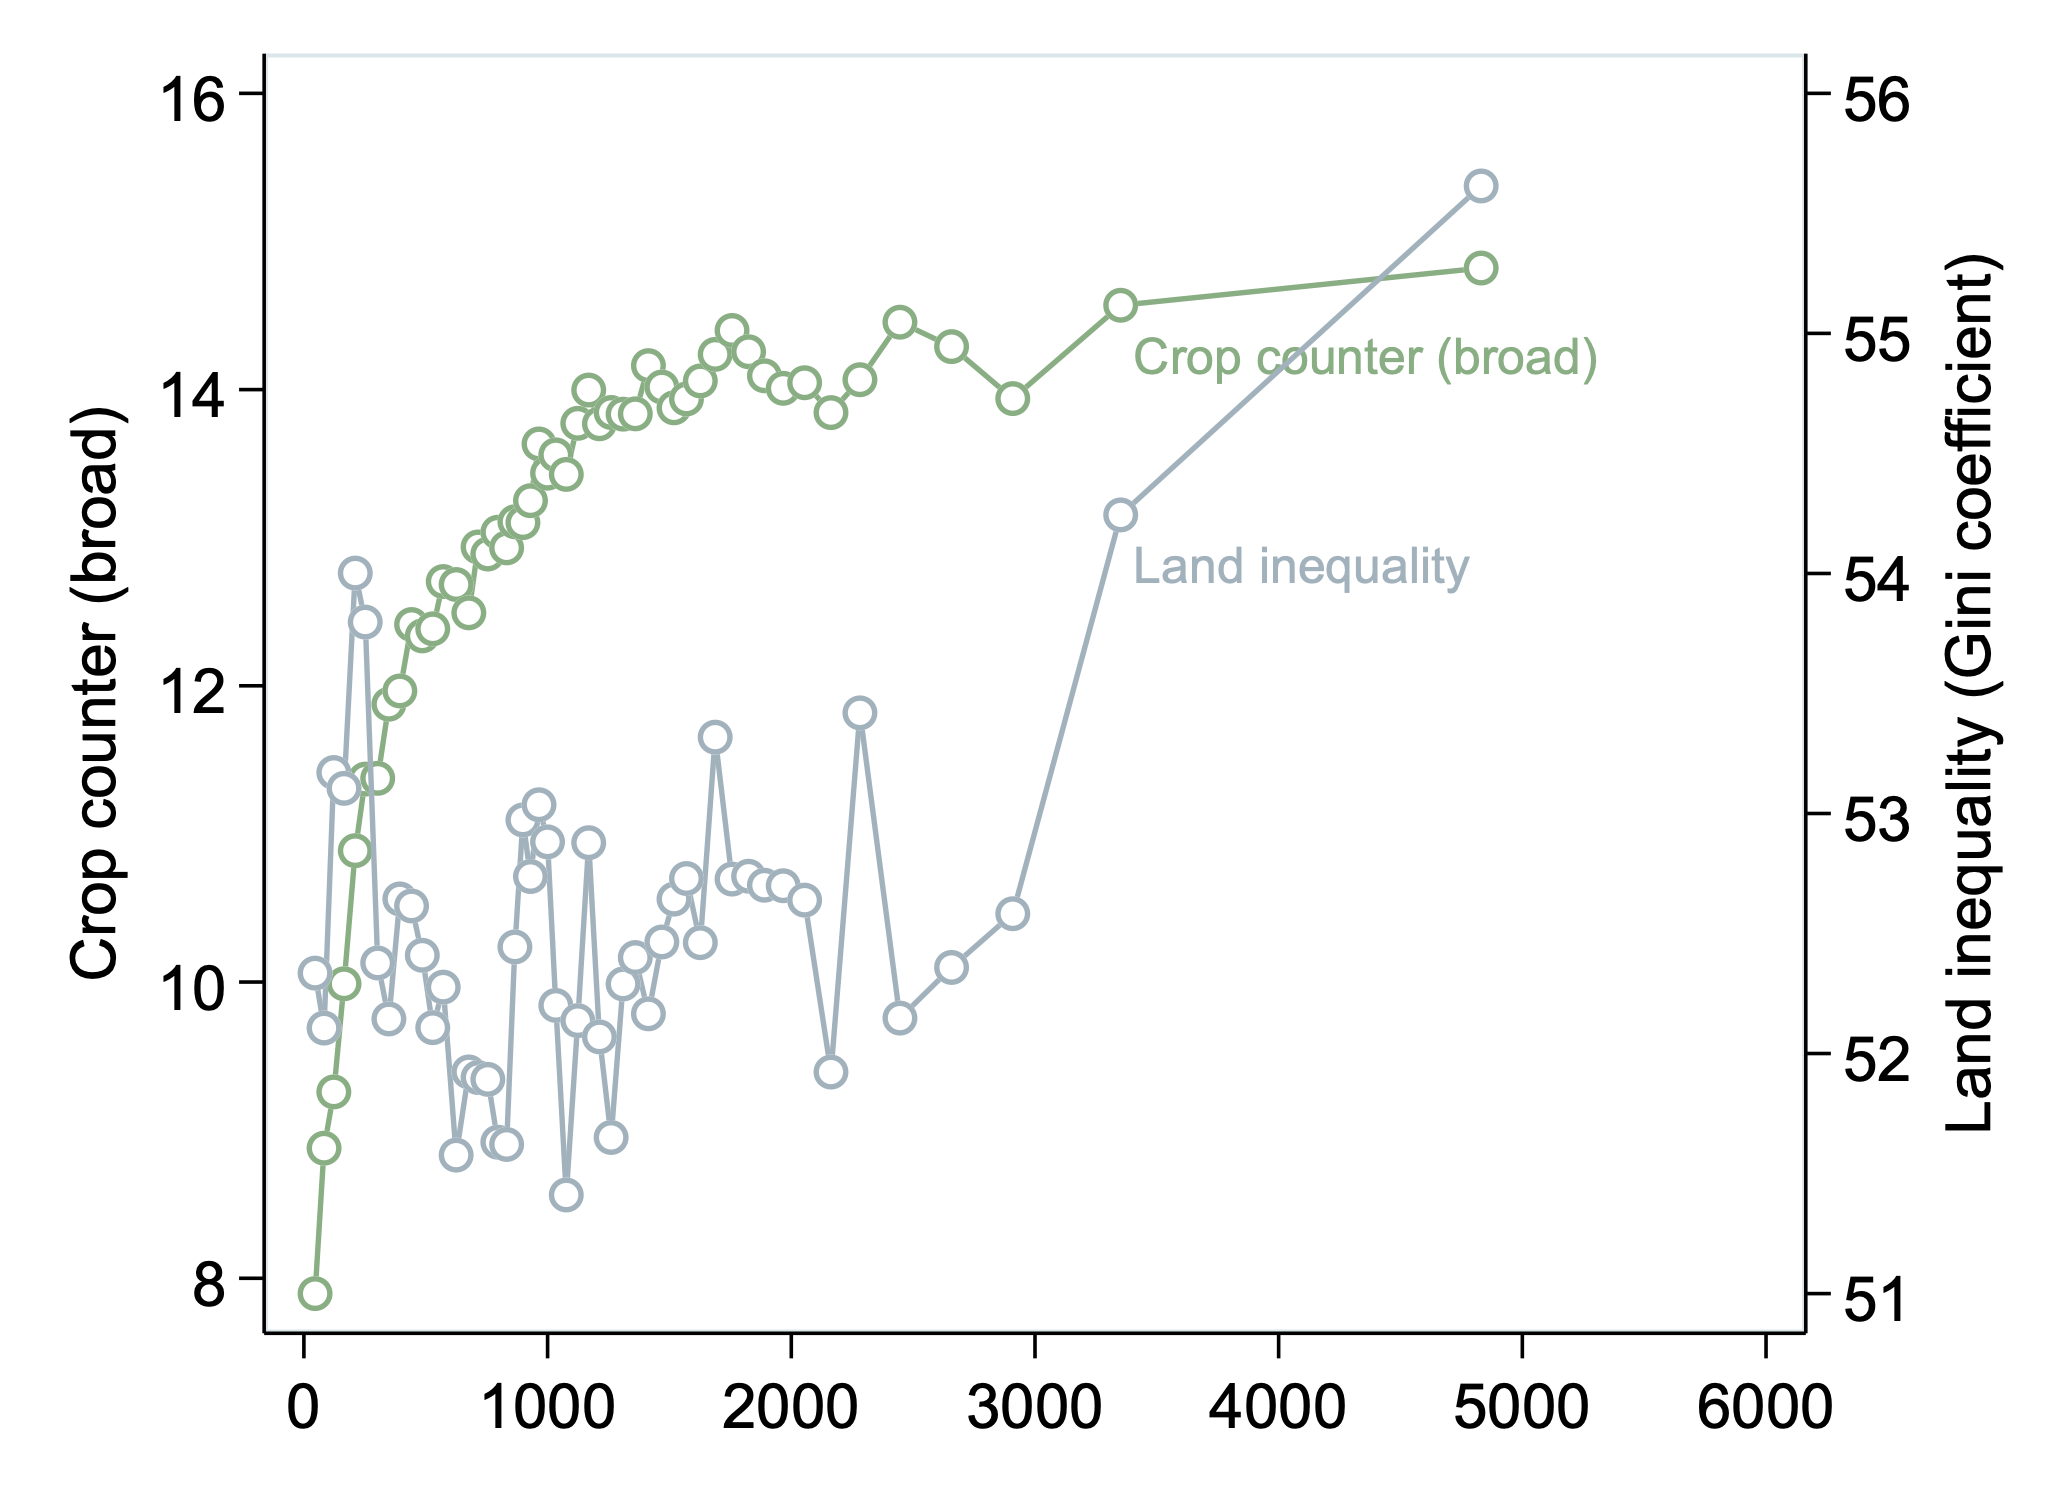 16
14
12
10
8
Crop counter (broad)
56
55
54
53
52
51
Land inequality (Gini coefficient)
Crop counter (broad)
Land inequality
0 1000 2000 3000 4000 5000 6000